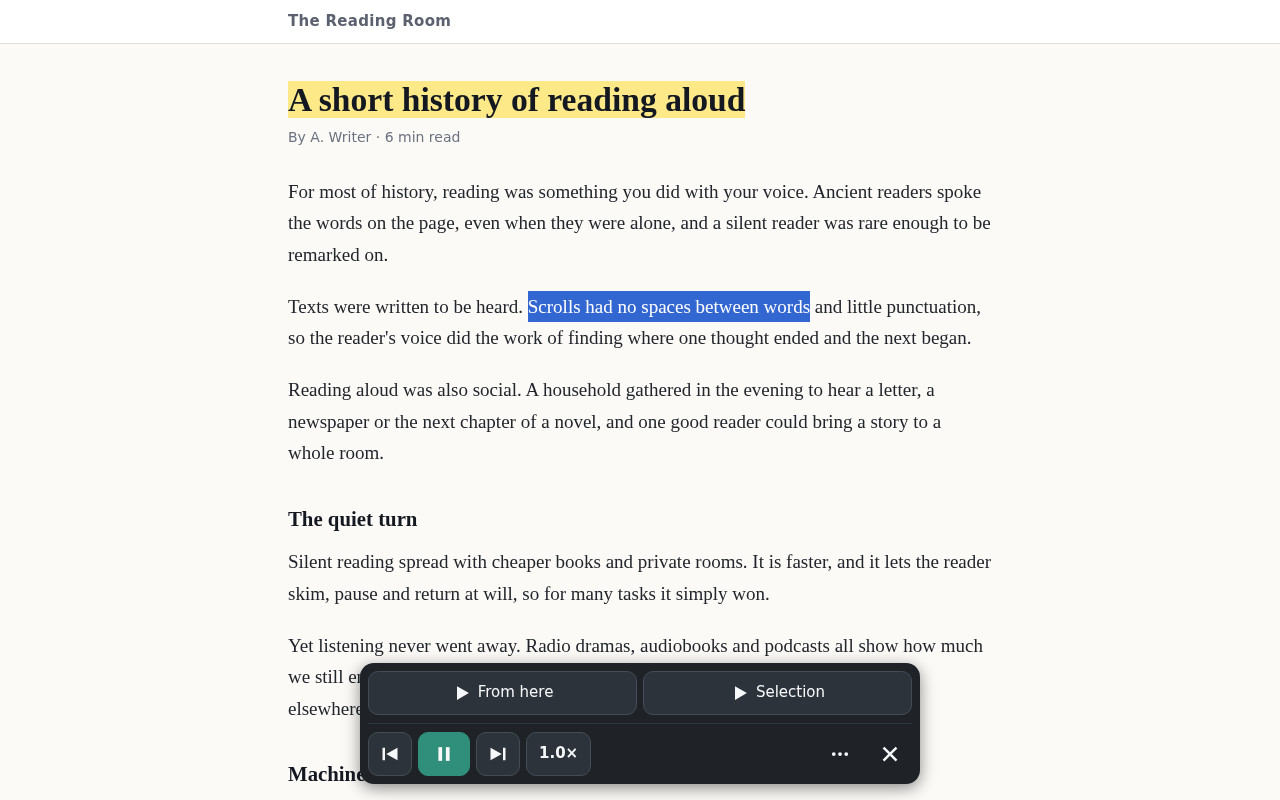 The Reading Room
A short history of reading aloud
By A. Writer · 6 min read
For most of history, reading was something you did with your voice. Ancient readers spoke
the words on the page, even when they were alone, and a silent reader was rare enough to be
remarked on.
Texts were written to be heard. Scrolls had no spaces between words and little punctuation,
so the reader's voice did the work of finding where one thought ended and the next began.
Reading aloud was also social. A household gathered in the evening to hear a letter, a
newspaper or the next chapter of a novel, and one good reader could bring a story to a
whole room.
The quiet turn
Silent reading spread with cheaper books and private rooms. It is faster, and it lets the reader
skim, pause and return at will, so for many tasks it simply won.
Yet listening never went away. Radio dramas, audiobooks and podcasts all show how much
we still
elsewhere
Machine
From here
Selection
1.0×